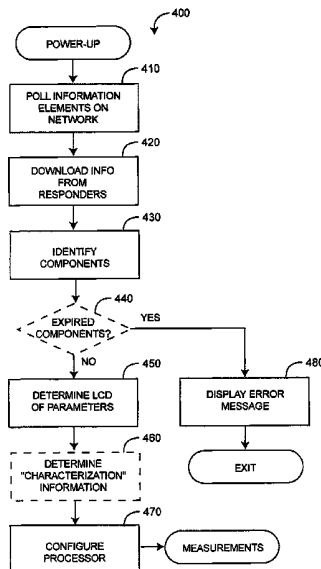 400
POWER-UP
410
POLL INFORMATION
ELEMENTS ON
NETWORK
420
DOWNLOAD INFO
FROM
RESPONDERS
430
IDENTIFY
COMPONENTS
440
EXPIRED
COMPONENTS?
YES
NO
450
DETERMINE LCD
OF PARAMETERS
480
DISPLAY ERROR
MESSAGE
EXIT
460
DETERMINE
"CHARACTERIZATION"
INFORMATION
470
CONFIGURE
PROCESSOR
MEASUREMENTS